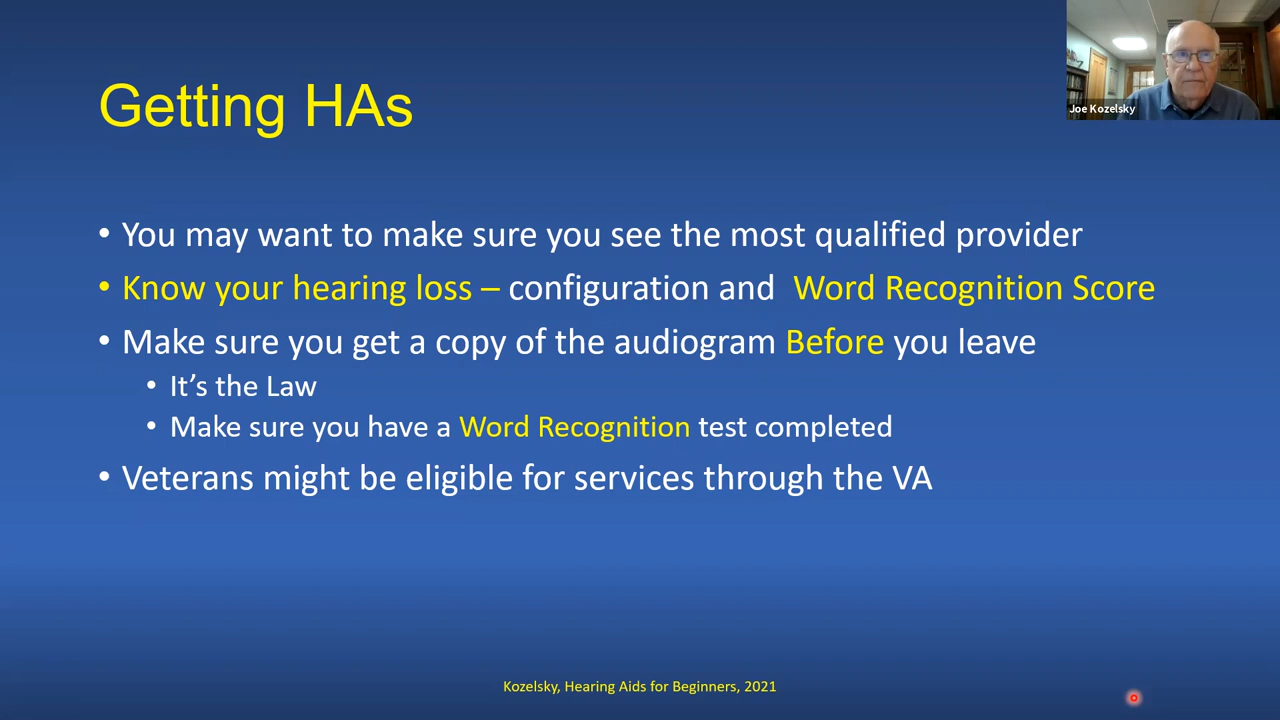 Joe Kozelsky
Getting HAs
• You may want to make sure you see the most qualified provider
• Know your hearing loss – configuration and Word Recognition Score
• Make sure you get a copy of the audiogram Before you leave
• It’s the Law
• Make sure you have a Word Recognition test completed
• Veterans might be eligible for services through the VA
Kozelsky, Hearing Aids for Beginners, 2021